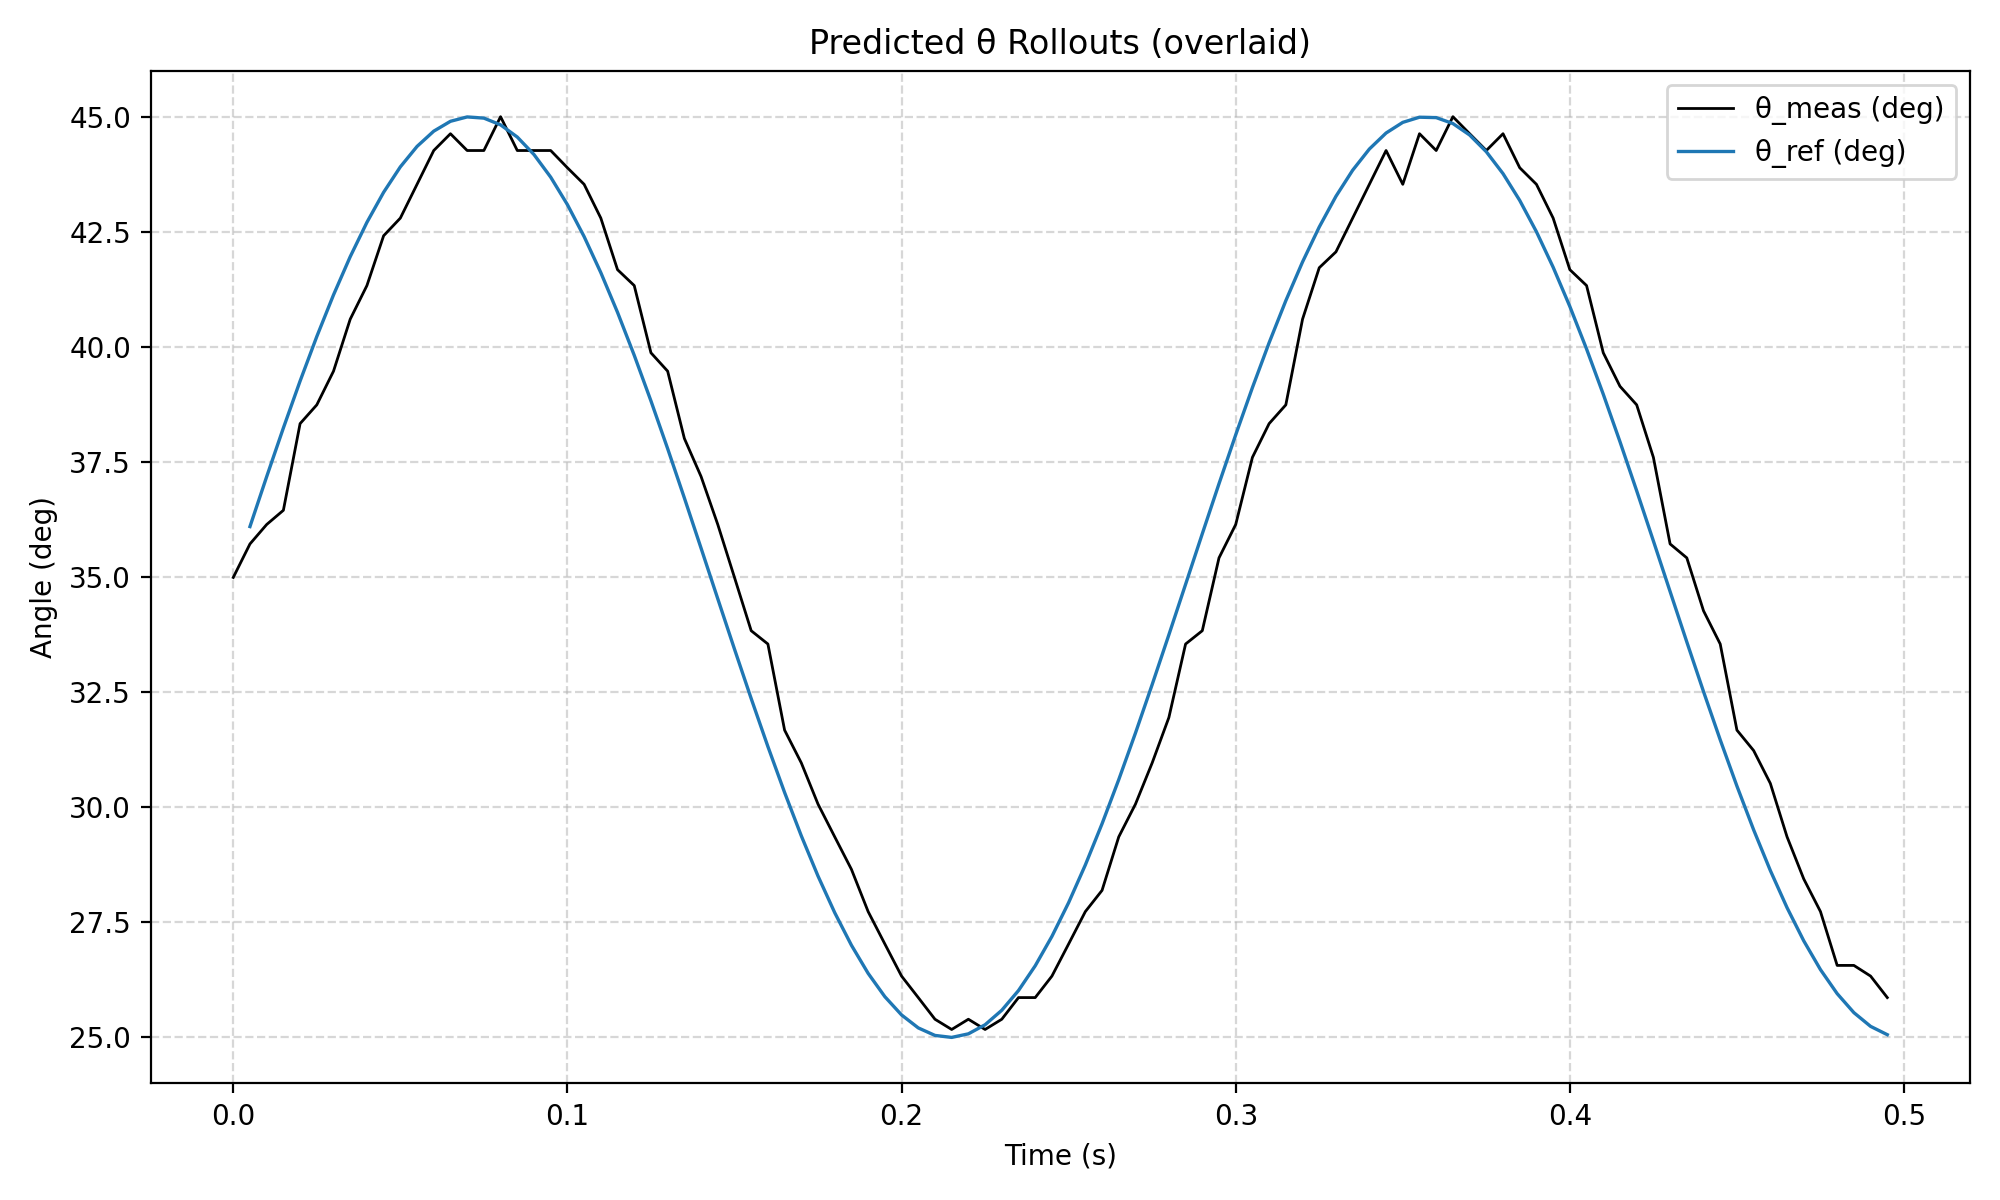 Predicted θ Rollouts (overlaid)
θ_meas (deg)
θ_ref (deg)
Angle (deg)
45.0
42.5
40.0
37.5
35.0
32.5
30.0
27.5
25.0
0.0 0.1 0.2 0.3 0.4 0.5
Time (s)